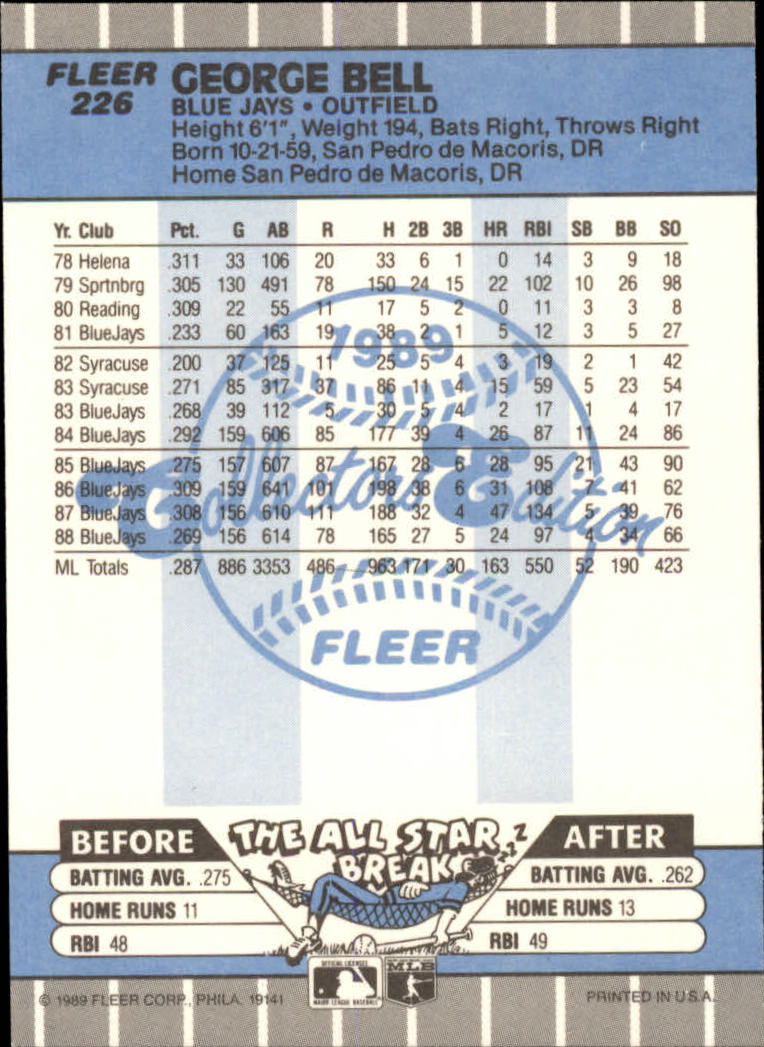 FLEER GEORGE BELL
226 BLUE JAYS • OUTFIELD
Height 6'1", Weight 194, Bats Right, Throws Right
Born 10-21-59, San Pedro de Macoris, DR
Home San Pedro de Macoris, DR
Yr. Club Pct. G AB R H 2B 3B HR RBI SB BB SO
78 Helena .311 33 106 20 33 6 1 0 14 3 9 18
79 Sprtnbrg .305 130 491 78 150 24 15 22 102 10 26 98
80 Reading .309 22 55 11 17 5 2 0 11 3 3 8
81 BlueJays .233 60 163 19 38 2 1 5 12 3 5 27
82 Syracuse .200 37 125 11 25 5 4 3 19 2 1 42
83 Syracuse .271 85 317 37 86 11 4 15 59 5 23 54
83 BlueJays .268 39 112 5 30 5 4 2 17 1 4 17
84 BlueJays .292 159 606 85 177 39 4 26 87 11 24 86
85 BlueJays .275 157 607 87 167 28 6 28 95 21 43 90
86 BlueJays .309 159 641 101 198 38 6 31 108 7 41 62
87 BlueJays .308 156 610 111 188 32 4 47 134 5 39 76
88 BlueJays .269 156 614 78 165 27 5 24 97 4 34 66
ML Totals .287 886 3353 486 963 171 30 163 550 52 190 423
1989
Collectors' Edition
FLEER
BEFORE THE ALL STAR BREAK AFTER
zzZ
BATTING AVG. .275 BATTING AVG. .262
HOME RUNS 11 HOME RUNS 13
RBI 48 RBI 49
OFFICIAL LICENSEE
MAJOR LEAGUE BASEBALL
MLB
© 1989 FLEER CORP., PHILA. 19141 PRINTED IN U.S.A.